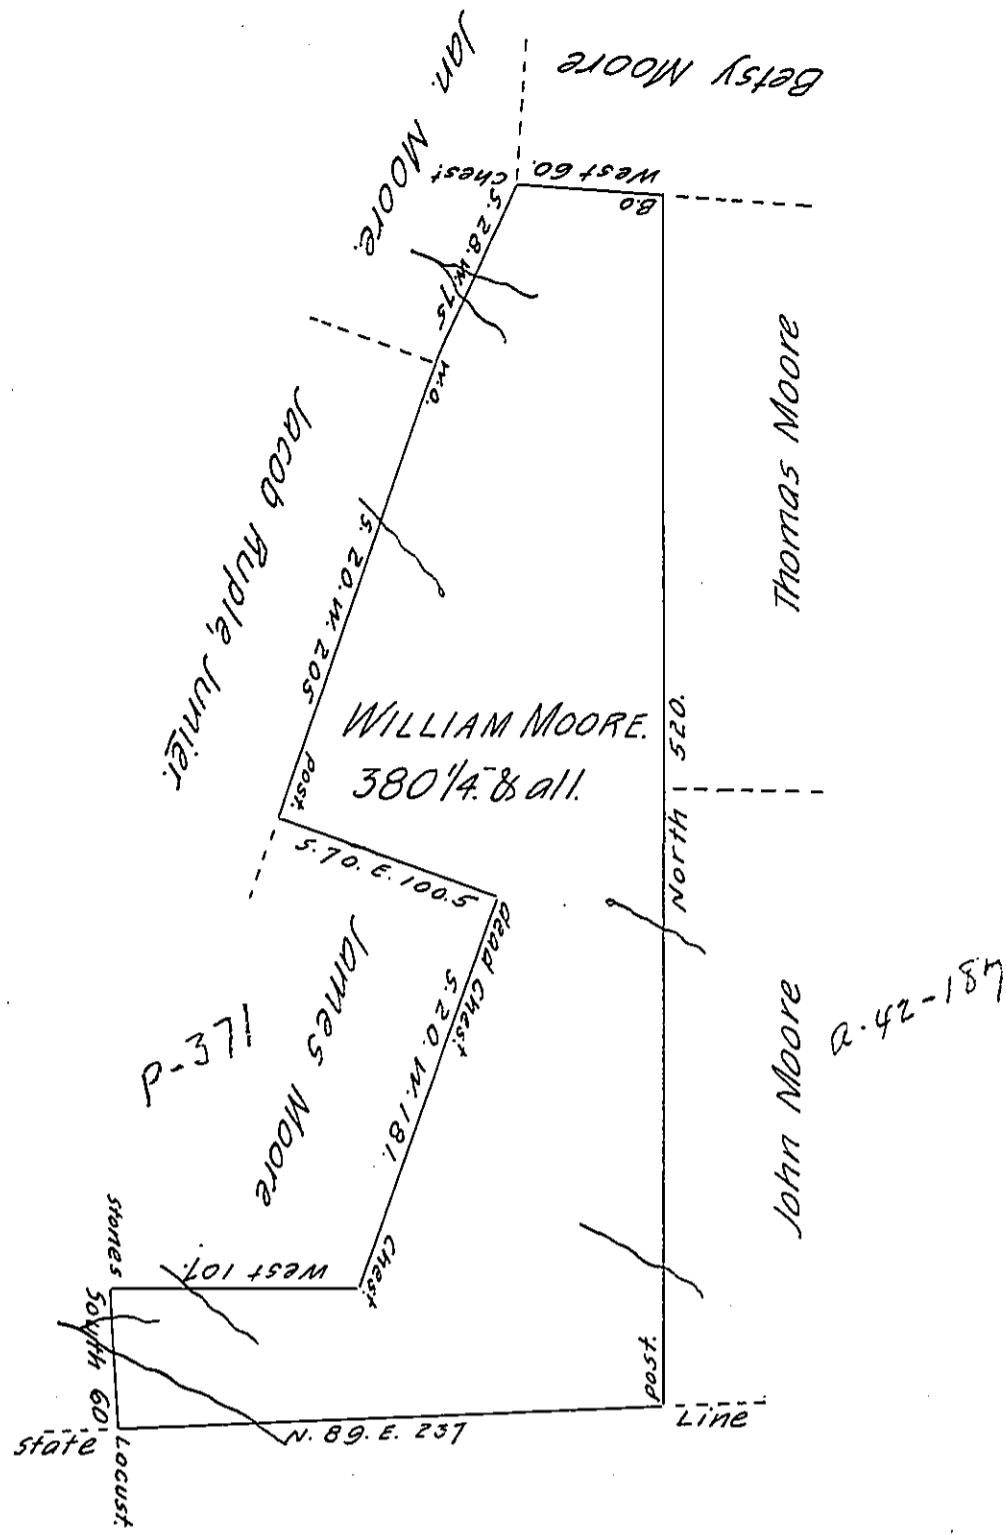 Betsy Moore
Jan. Moore.
Chest
West 60.
B.O
S. 28. W. 75
W.O.
Thomas Moore
Jacob Ruple, Junier.
S. 20. W. 205
post.
WILLIAM MOORE.
380 1/4. & all.
North 520.
S. 70. E. 100.5
dead Chest.
S. 20. W. 181.
James Moore
P-371
John Moore
a-42-187
Chest
West 107.
Stones
South 60
post.
State Line
N. 89. E. 237
Locust.